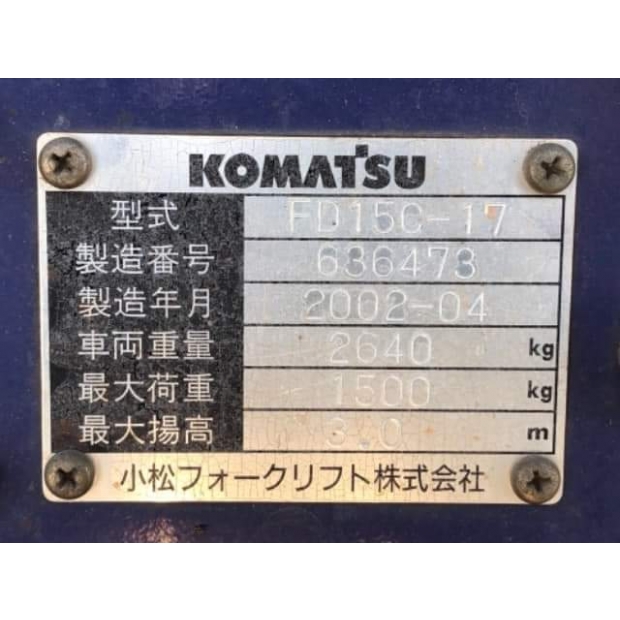 KOMATSU
型式 FD15C-17
製造番号 636473
製造年月 2002-04
車両重量 2640 kg
最大荷重 1500 kg
最大揚高 3.0 m
小松フォークリフト株式会社